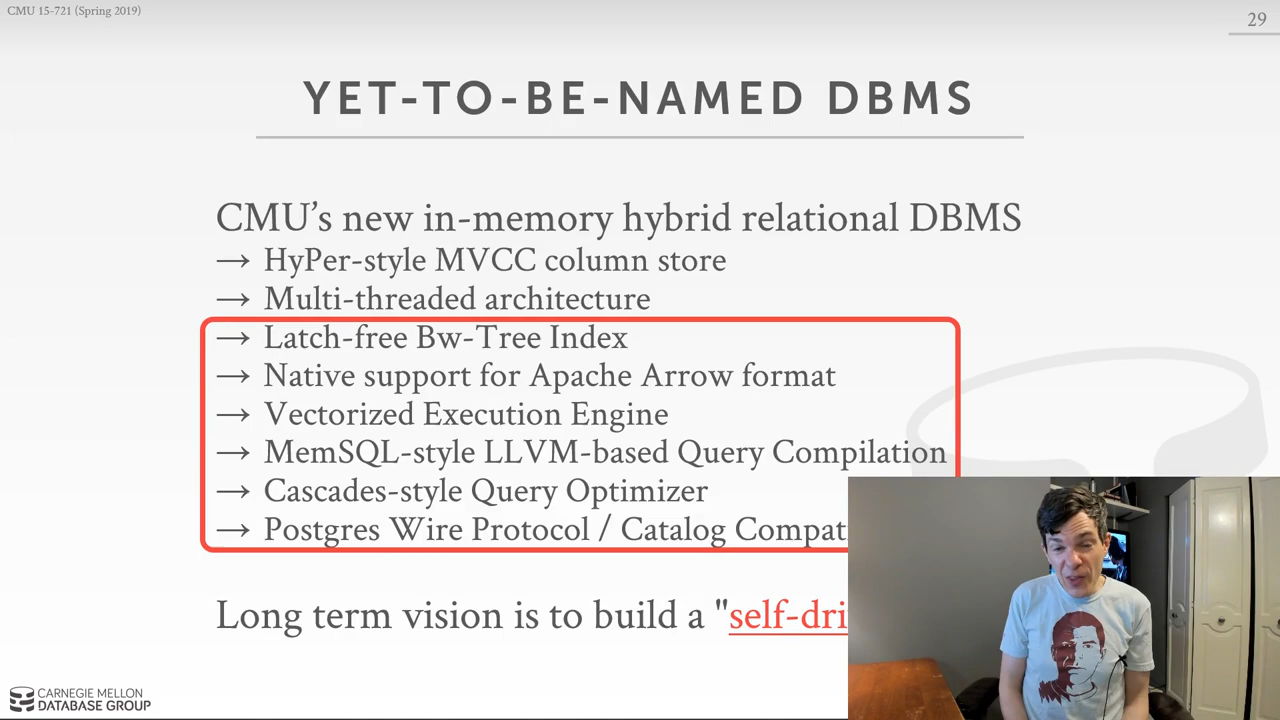 CMU 15-721 (Spring 2019)
29
YET-TO-BE-NAMED DBMS
CMU’s new in-memory hybrid relational DBMS
→ HyPer-style MVCC column store
→ Multi-threaded architecture
→ Latch-free Bw-Tree Index
→ Native support for Apache Arrow format
→ Vectorized Execution Engine
→ MemSQL-style LLVM-based Query Compilation
→ Cascades-style Query Optimizer
→ Postgres Wire Protocol / Catalog Compat
Long term vision is to build a "self-dri
CARNEGIE MELLON
DATABASE GROUP